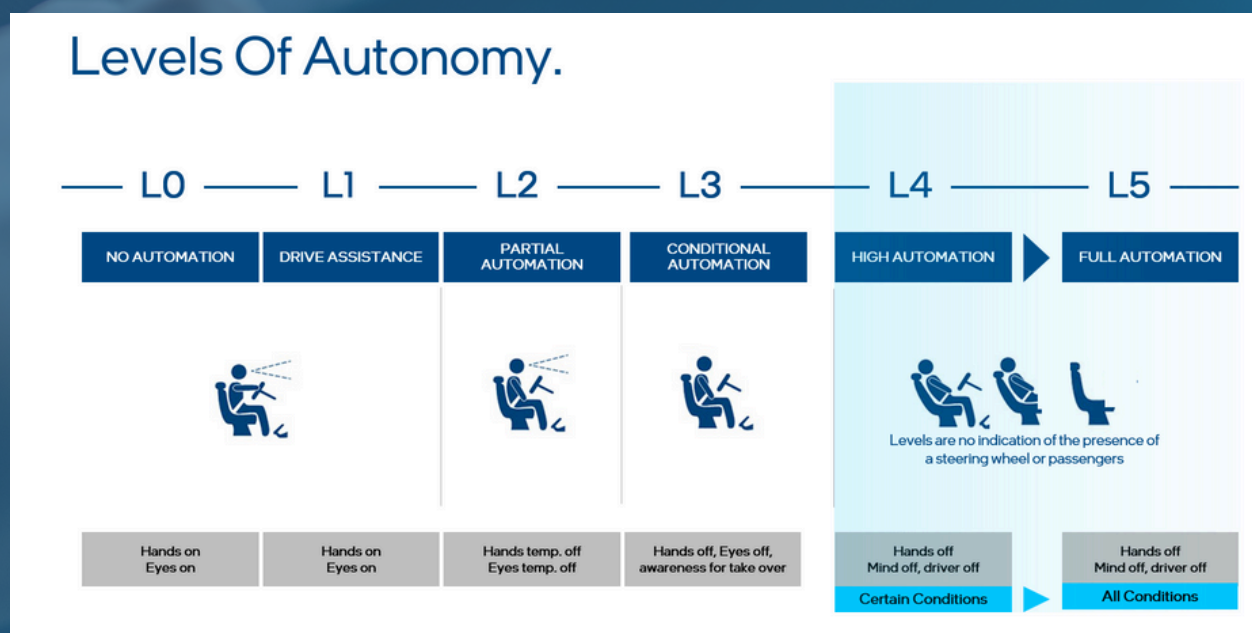 Levels Of Autonomy.
L0
L1
L2
L3
L4
L5
NO AUTOMATION
DRIVE ASSISTANCE
PARTIAL
AUTOMATION
CONDITIONAL
AUTOMATION
HIGH AUTOMATION
FULL AUTOMATION
Levels are no indication of the presence of
a steering wheel or passengers
Hands on
Eyes on
Hands on
Eyes on
Hands temp. off
Eyes temp. off
Hands off, Eyes off,
awareness for take over
Hands off
Mind off, driver off
Certain Conditions
Hands off
Mind off, driver off
All Conditions